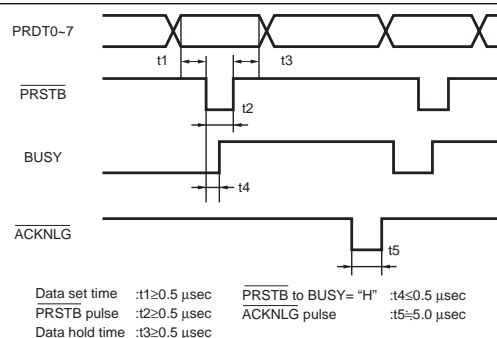 PRDT0~7
t1
t3
PRSTB
t2
BUSY
t4
ACKNLG
t5
Data set time :t1≥0.5 μsec
PRSTB pulse :t2≥0.5 μsec
Data hold time :t3≥0.5 μsec
PRSTB to BUSY= “H” :t4≤0.5 μsec
ACKNLG pulse :t5≒5.0 μsec